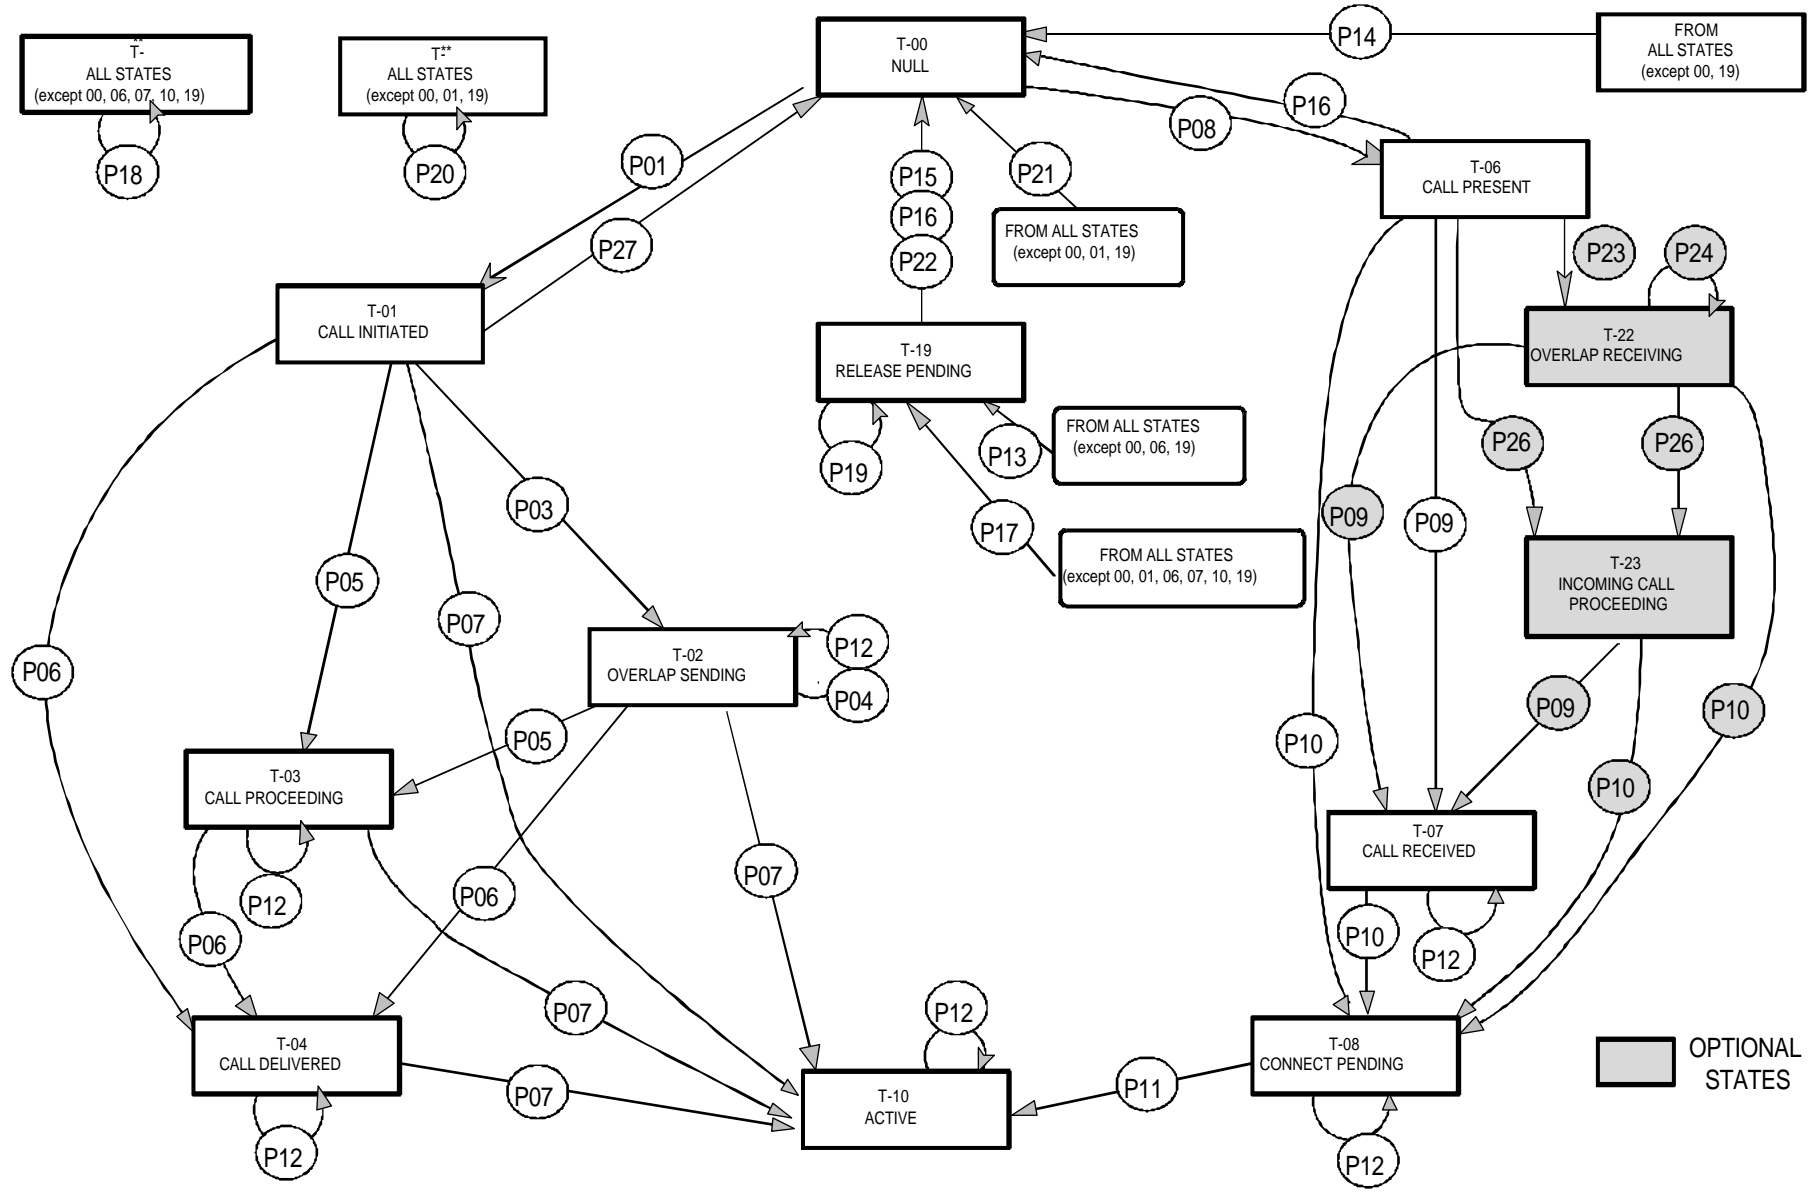 **
T-
ALL STATES
(except 00, 06, 07, 10, 19)
P18
T-**
ALL STATES
(except 00, 01, 19)
P20
T-00
NULL
P14
FROM
ALL STATES
(except 00, 19)
P16
P08
P01
P27
P15
P16
P22
P21
FROM ALL STATES
(except 00, 01, 19)
T-06
CALL PRESENT
P23
P24
T-01
CALL INITIATED
T-19
RELEASE PENDING
T-22
OVERLAP RECEIVING
P19
P13
FROM ALL STATES
(except 00, 06, 19)
P17
FROM ALL STATES
(except 00, 01, 06, 07, 10, 19)
P26
P26
P09
P09
T-23
INCOMING CALL
PROCEEDING
P03
P05
P07
P06
T-02
OVERLAP SENDING
P12
P04
P05
P10
P09
P10
P10
T-03
CALL PROCEEDING
P12
P06
P06
P07
T-07
CALL RECEIVED
P10
P12
P07
P12
T-04
CALL DELIVERED
P07
P12
T-10
ACTIVE
P11
T-08
CONNECT PENDING
P12
OPTIONAL
STATES